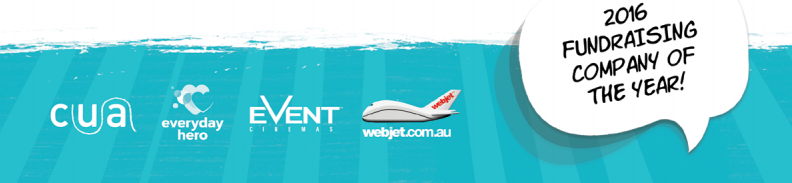 2016
FUNDRAISING
COMPANY OF
THE YEAR!
cua
everyday
hero
EVENT
CINEMAS
webjet
webjet.com.au